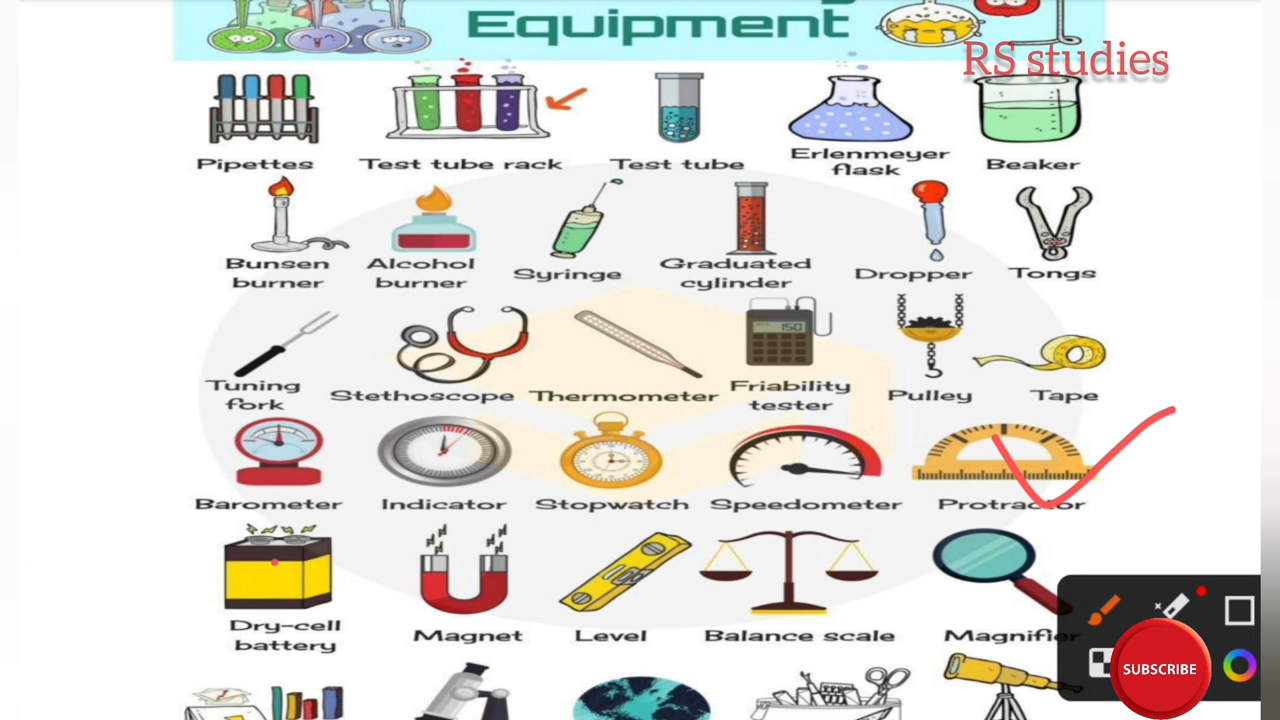 Equipment
RS studies
Pipettes
Test tube rack
Test tube
Erlenmeyer
flask
Beaker
Bunsen
burner
Alcohol
burner
Syringe
Graduated
cylinder
Dropper
Tongs
150
Tuning
fork
Stethoscope
Thermometer
Friability
tester
Pulley
Tape
Barometer
Indicator
Stopwatch
Speedometer
Protractor
Dry-cell
battery
Magnet
Level
Balance scale
Magnifier
SUBSCRIBE